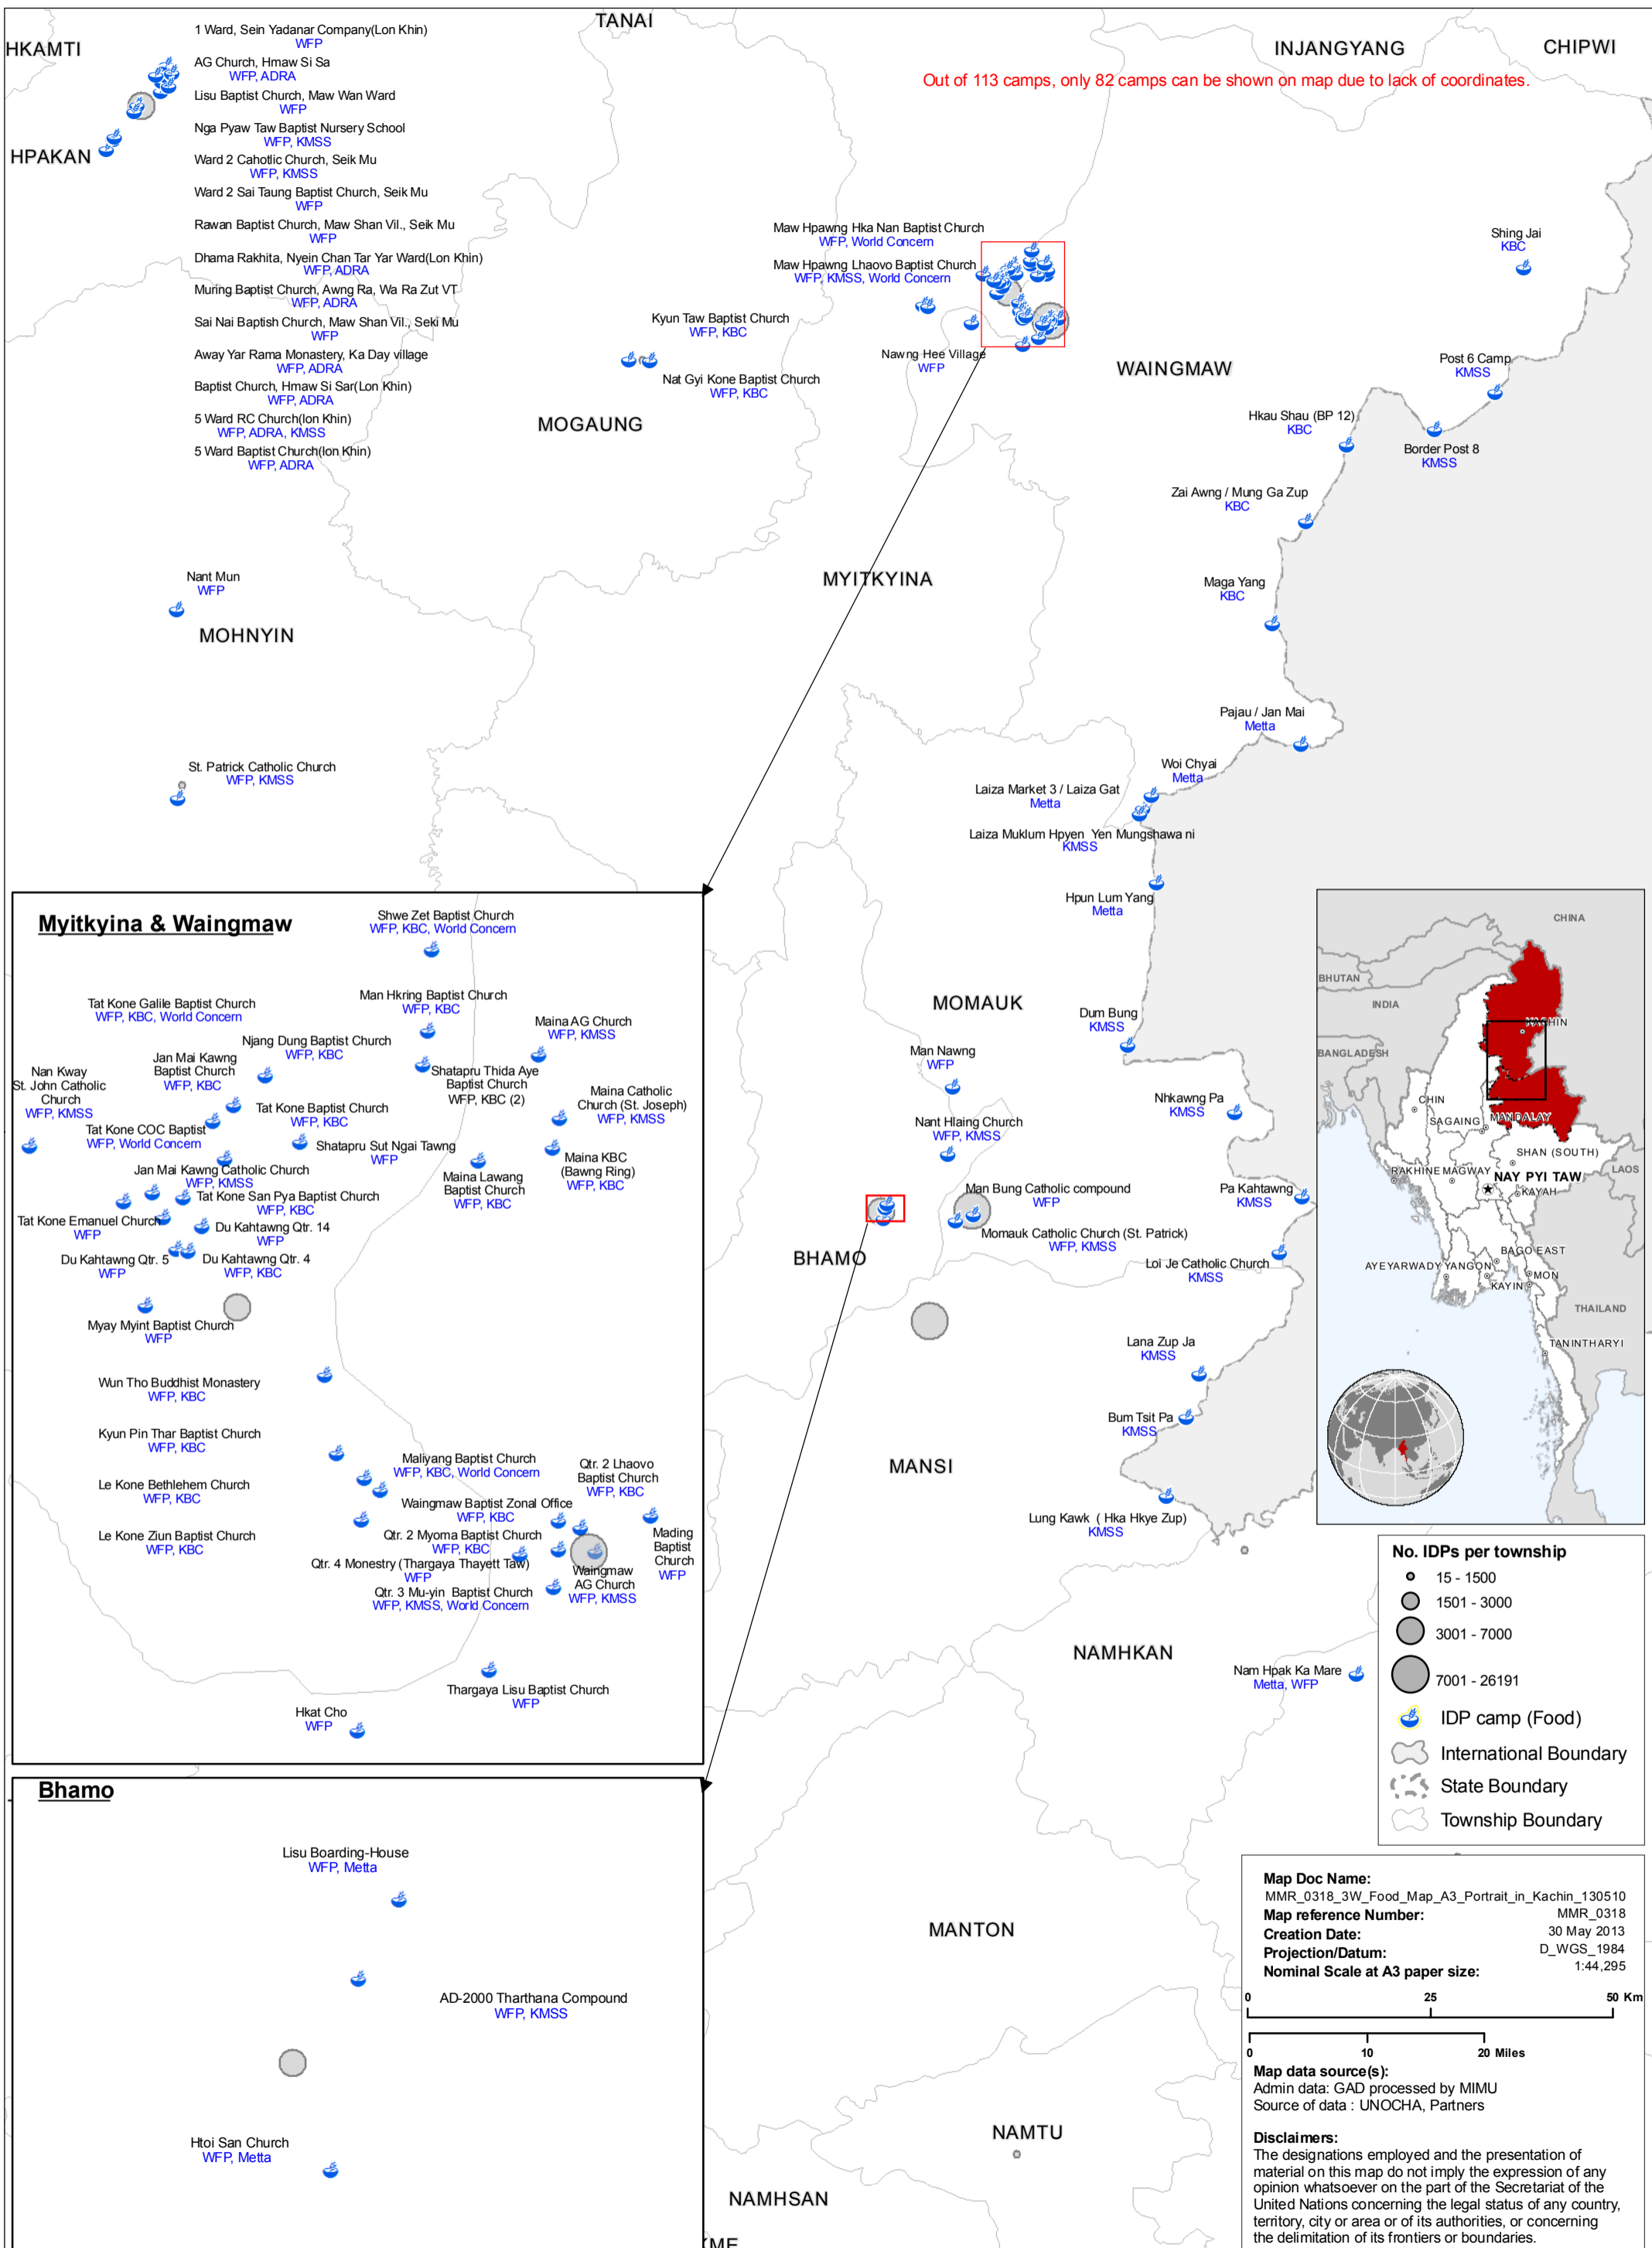 HKAMTI
TANAI
INJANGYANG
CHIPWI
Out of 113 camps, only 82 camps can be shown on map due to lack of coordinates.
1 Ward, Sein Yadanar Company(Lon Khin)
WFP
AG Church, Hmaw Si Sa
WFP, ADRA
Lisu Baptist Church, Maw Wan Ward
WFP
Nga Pyaw Taw Baptist Nursery School
WFP, KMSS
Ward 2 Cahotlic Church, Seik Mu
WFP, KMSS
Ward 2 Sai Taung Baptist Church, Seik Mu
WFP
Rawan Baptist Church, Maw Shan Vil., Seik Mu
WFP
Dhama Rakhita, Nyein Chan Tar Yar Ward(Lon Khin)
WFP, ADRA
Muring Baptist Church, Awng Ra, Wa Ra Zut VT
WFP, ADRA
Sai Nai Baptish Church, Maw Shan Vil., Seki Mu
WFP
Away Yar Rama Monastery, Ka Day village
WFP, ADRA
Baptist Church, Hmaw Si Sar(Lon Khin)
WFP, ADRA
5 Ward RC Church(lon Khin)
WFP, ADRA, KMSS
5 Ward Baptist Church(lon Khin)
WFP, ADRA
HPAKAN
Maw Hpawng Hka Nan Baptist Church
WFP, World Concern
Maw Hpawng Lhaovo Baptist Church
WFP, KMSS, World Concern
Kyun Taw Baptist Church
WFP, KBC
Nat Gyi Kone Baptist Church
WFP, KBC
Nawng Hee Village
WFP
MOGAUNG
WAINGMAW
Shing Jai
KBC
Post 6 Camp
KMSS
Hkau Shau (BP 12)
KBC
Border Post 8
KMSS
Zai Awng / Mung Ga Zup
KBC
Maga Yang
KBC
MYITKYINA
Nant Mun
WFP
MOHNYIN
St. Patrick Catholic Church
WFP, KMSS
Pajau / Jan Mai
Metta
Woi Chyai
Metta
Laiza Market 3 / Laiza Gat
Metta
Laiza Muklum Hpyen Yen Mungshawa ni
KMSS
Hpun Lum Yang
Metta
MOMAUK
Dum Bung
KMSS
Man Nawng
WFP
Nhkawng Pa
KMSS
Nant Hlaing Church
WFP, KMSS
Man Bung Catholic compound
WFP
Pa Kahtawng
KMSS
Momauk Catholic Church (St. Patrick)
WFP, KMSS
BHAMO
Loi Je Catholic Church
KMSS
Lana Zup Ja
KMSS
Bum Tsit Pa
KMSS
MANSI
Lung Kawk ( Hka Hkye Zup)
KMSS
NAMHKAN
Nam Hpak Ka Mare
Metta, WFP
MANTON
NAMTU
NAMHSAN
Myitkyina & Waingmaw
Shwe Zet Baptist Church
WFP, KBC, World Concern
Man Hkring Baptist Church
WFP, KBC
Tat Kone Galile Baptist Church
WFP, KBC, World Concern
Njang Dung Baptist Church
WFP, KBC
Maina AG Church
WFP, KMSS
Jan Mai Kawng
Baptist Church
WFP, KBC
Nan Kway
St. John Catholic
Church
WFP, KMSS
Shatapru Thida Aye
Baptist Church
WFP, KBC (2)
Maina Catholic
Church (St. Joseph)
WFP, KMSS
Tat Kone Baptist Church
WFP, KBC
Tat Kone COC Baptist
WFP, World Concern
Shatapru Sut Ngai Tawng
WFP
Maina KBC
(Bawng Ring)
WFP, KBC
Jan Mai Kawng Catholic Church
WFP, KMSS
Maina Lawang
Baptist Church
WFP, KBC
Tat Kone San Pya Baptist Church
WFP, KBC
Tat Kone Emanuel Church
WFP
Du Kahtawng Qtr. 14
WFP
Du Kahtawng Qtr. 5
WFP
Du Kahtawng Qtr. 4
WFP, KBC
Myay Myint Baptist Church
WFP
Wun Tho Buddhist Monastery
WFP, KBC
Kyun Pin Thar Baptist Church
WFP, KBC
Le Kone Bethlehem Church
WFP, KBC
Le Kone Ziun Baptist Church
WFP, KBC
Maliyang Baptist Church
WFP, KBC, World Concern
Qtr. 2 Lhaovo
Baptist Church
WFP, KBC
Waingmaw Baptist Zonal Office
WFP, KBC
Qtr. 2 Myoma Baptist Church
WFP, KBC
Mading
Baptist
Church
WFP
Qtr. 4 Monestry (Thargaya Thayett Taw)
WFP
Waingmaw
AG Church
WFP, KMSS
Qtr. 3 Mu-yin Baptist Church
WFP, KMSS, World Concern
Thargaya Lisu Baptist Church
WFP
Hkat Cho
WFP
Bhamo
Lisu Boarding-House
WFP, Metta
AD-2000 Tharthana Compound
WFP, KMSS
Htoi San Church
WFP, Metta
CHINA
BHUTAN
INDIA
KACHIN
BANGLADESH
CHIN
SAGAING
MANDALAY
SHAN (SOUTH)
RAKHINE
MAGWAY
NAY PYI TAW
LAOS
KAYAH
BAGO EAST
AYEYARWADY
YANGON
MON
KAYIN
THAILAND
TANINTHARYI
No. IDPs per township
15 - 1500
1501 - 3000
3001 - 7000
7001 - 26191
IDP camp (Food)
International Boundary
State Boundary
Township Boundary
Map Doc Name:
MMR_0318_3W_Food_Map_A3_Portrait_in_Kachin_130510
Map reference Number: MMR_0318
Creation Date: 30 May 2013
Projection/Datum: D_WGS_1984
Nominal Scale at A3 paper size: 1:44,295
0 25 50 Km
0 10 20 Miles
Map data source(s):
Admin data: GAD processed by MIMU
Source of data : UNOCHA, Partners
Disclaimers:
The designations employed and the presentation of
material on this map do not imply the expression of any
opinion whatsoever on the part of the Secretariat of the
United Nations concerning the legal status of any country,
territory, city or area or of its authorities, or concerning
the delimitation of its frontiers or boundaries.